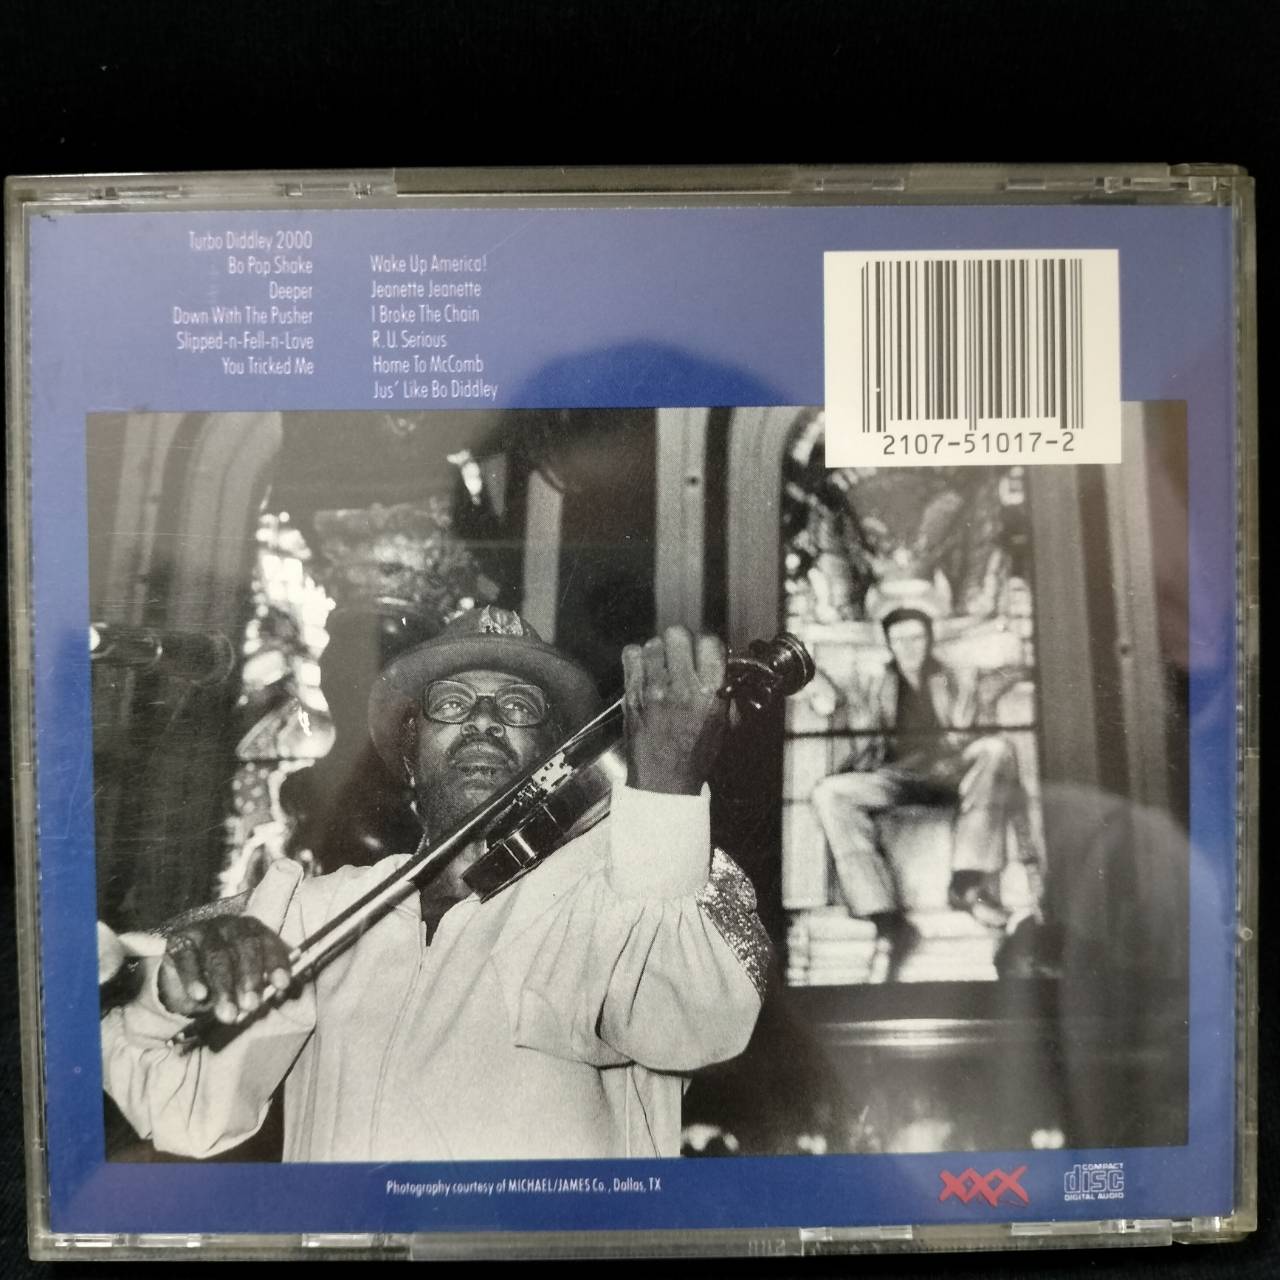 Turbo Diddley 2000
Bo Pop Shake
Deeper
Down With The Pusher
Slipped-n-Fell-n-Love
You Tricked Me
Wake Up America!
Jeanette Jeanette
I Broke The Chain
R.U. Serious
Home To McComb
Jus' Like Bo Diddley
2107-51017-2
Photography courtesy of MICHAEL/JAMES Co., Dallas, TX
XXX
COMPACT
disc
DIGITAL AUDIO